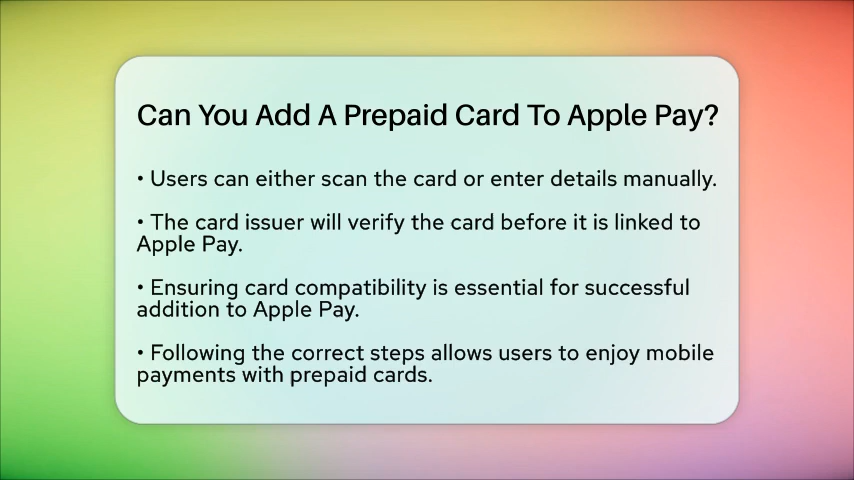 Can You Add A Prepaid Card To Apple Pay?
• Users can either scan the card or enter details manually.
• The card issuer will verify the card before it is linked to
Apple Pay.
• Ensuring card compatibility is essential for successful
addition to Apple Pay.
• Following the correct steps allows users to enjoy mobile
payments with prepaid cards.